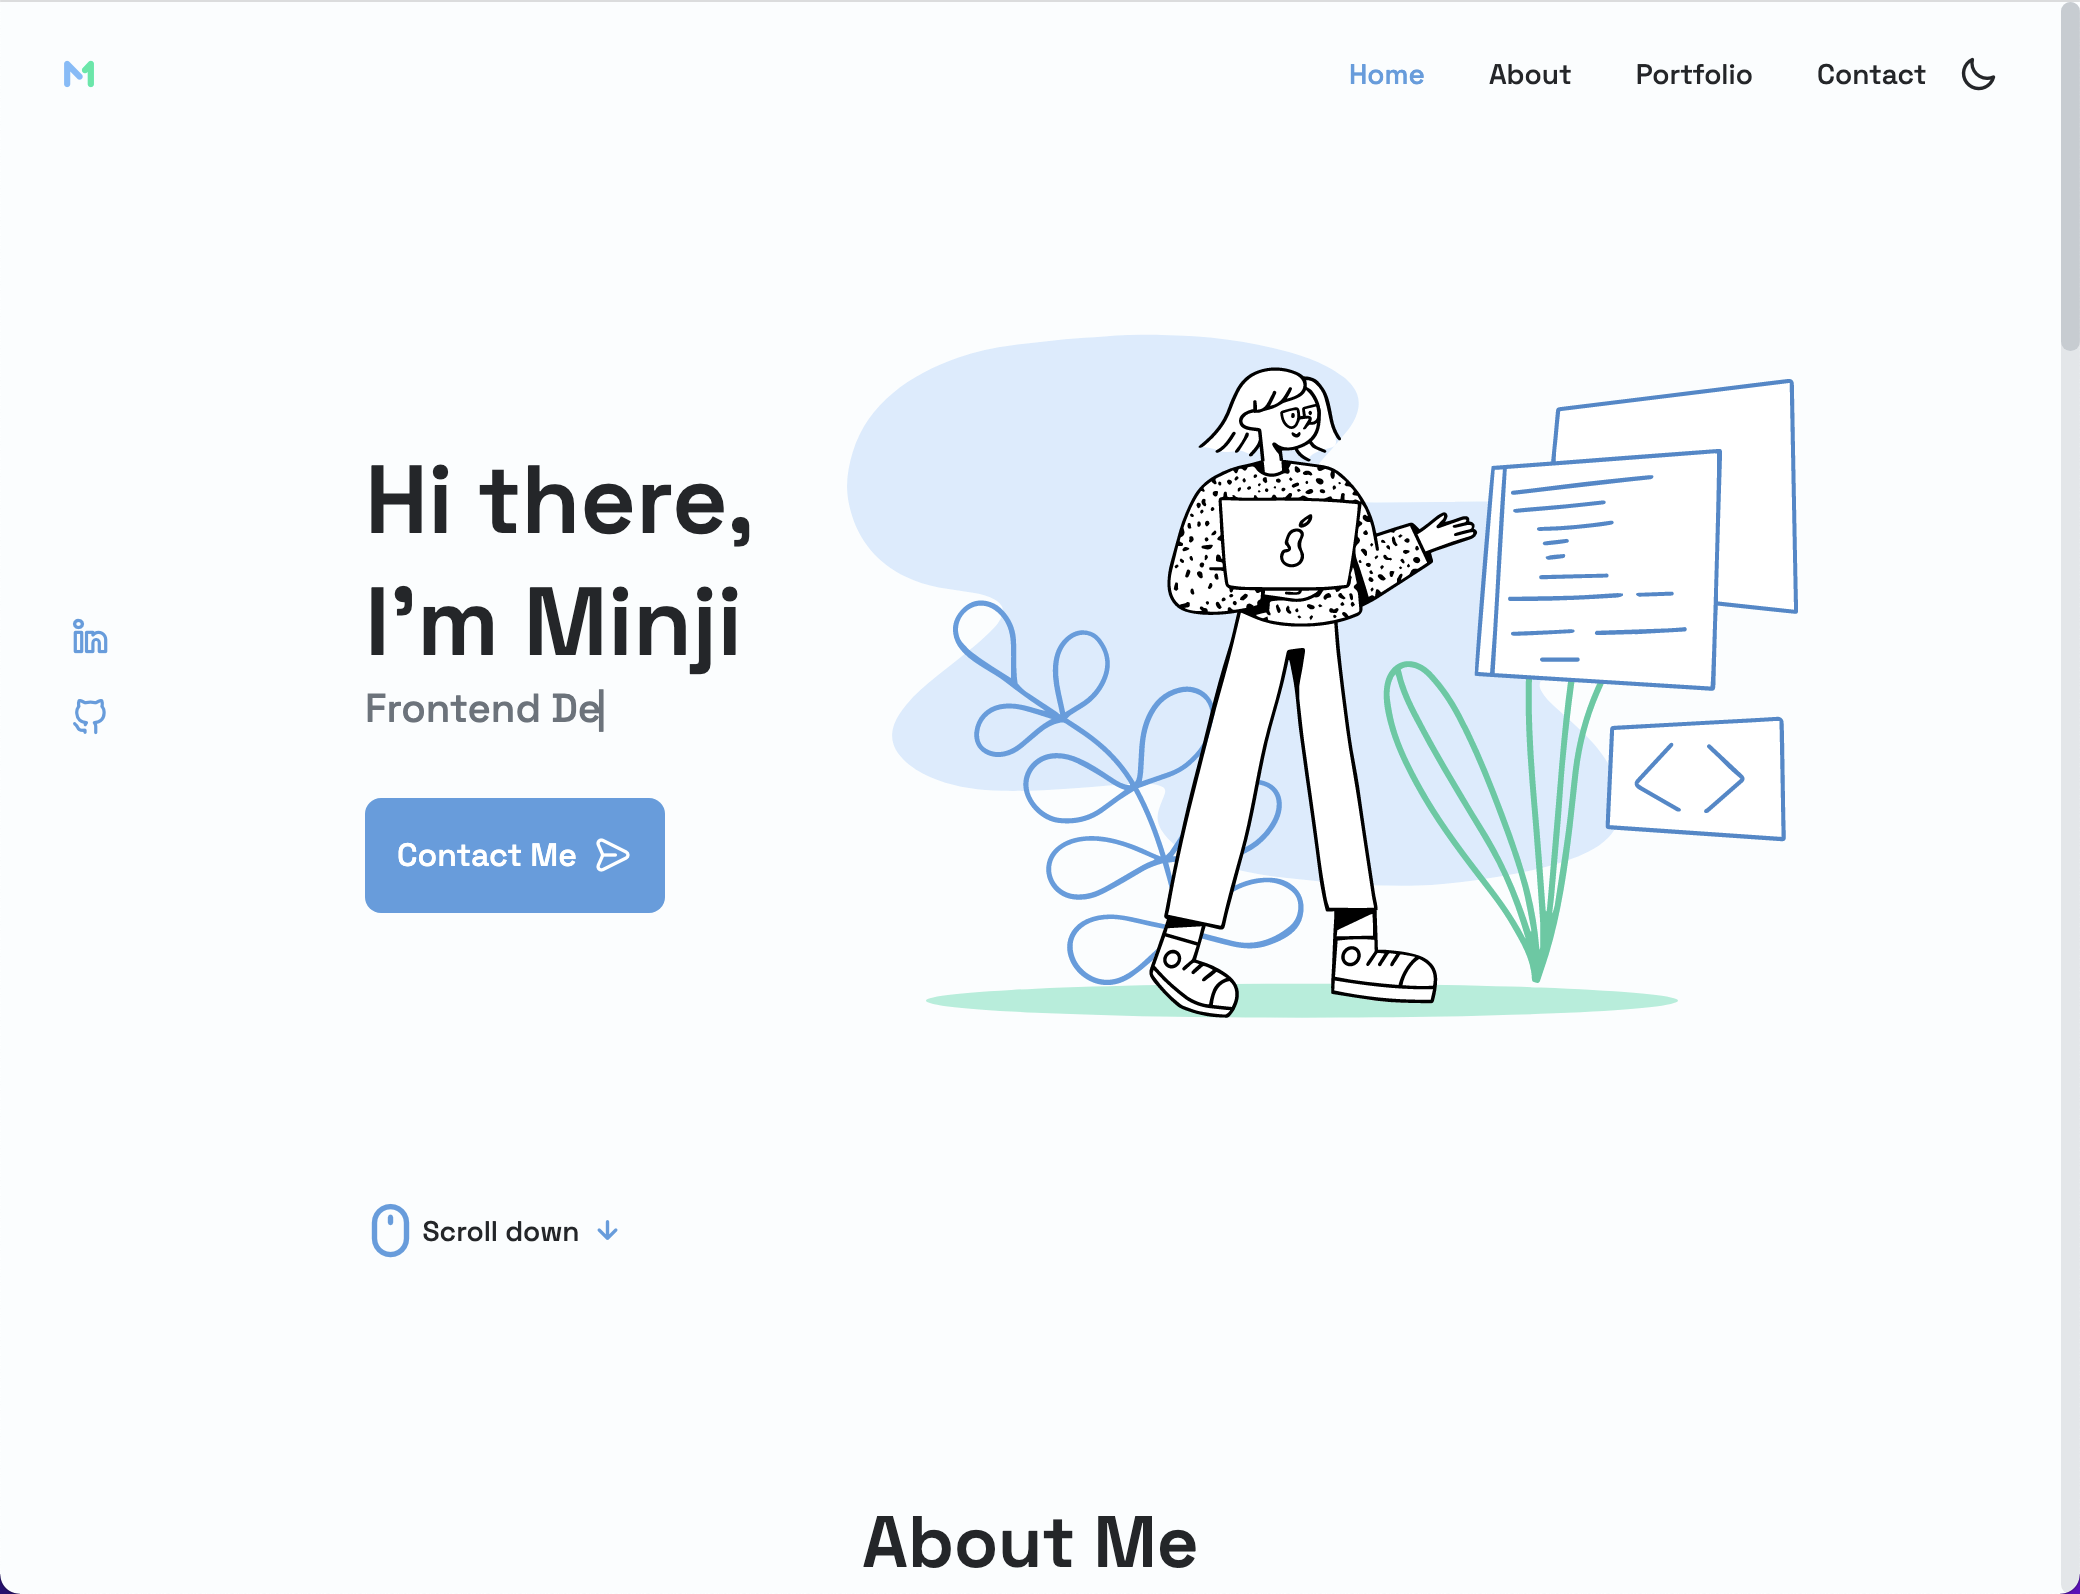 M
Home About Portfolio Contact
Hi there,
I'm Minji
Frontend De
Contact Me
Scroll down
About Me